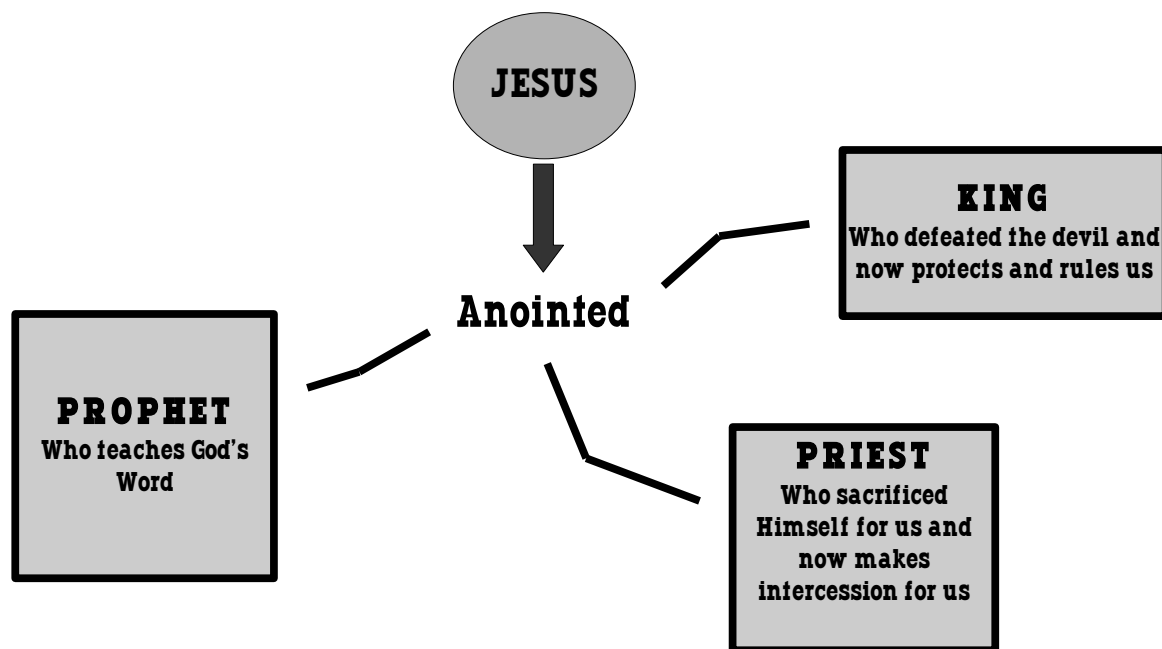 JESUS
Anointed
KING
Who defeated the devil and
now protects and rules us
PROPHET
Who teaches God's
Word
PRIEST
Who sacrificed
Himself for us and
now makes
intercession for us